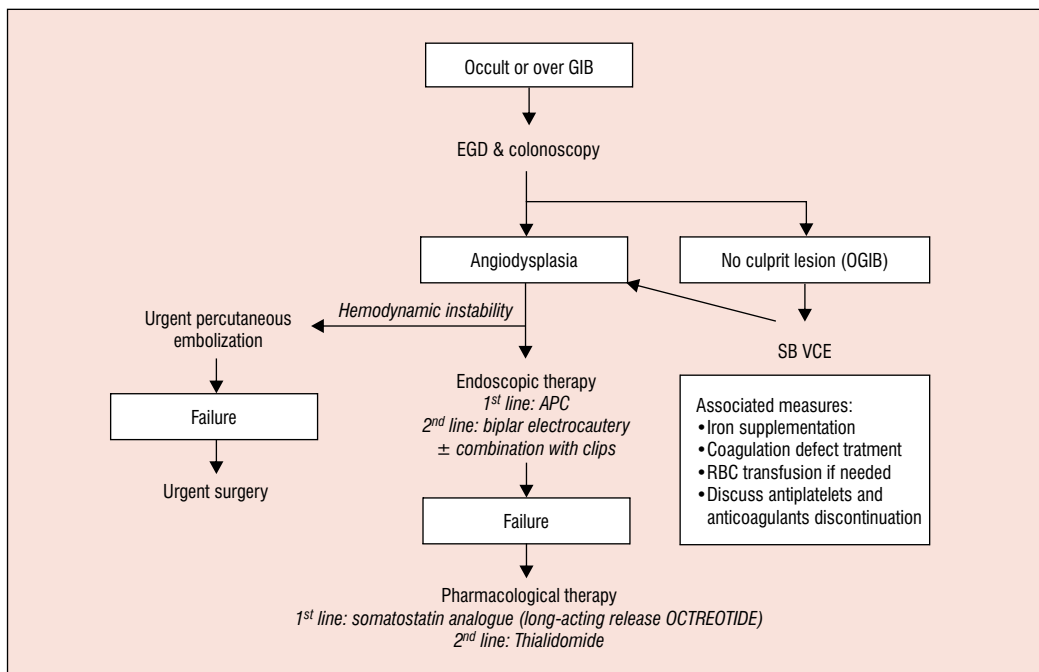 Occult or over GIB
EGD & colonoscopy
Angiodysplasia
No culprit lesion (OGIB)
Hemodynamic instability
Urgent percutaneous
embolization
SB VCE
Failure
Urgent surgery
Endoscopic therapy
1st line: APC
2nd line: biplar electrocautery
± combination with clips
Failure
Pharmacological therapy
1st line: somatostatin analogue (long-acting release OCTREOTIDE)
2nd line: Thialidomide
Associated measures:
•Iron supplementation
•Coagulation defect tratment
•RBC transfusion if needed
•Discuss antiplatelets and
anticoagulants discontinuation